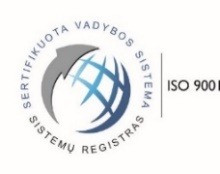 SERTIFIKUOTA VADYBOS SISTEMA
SISTEMŲ REGISTRAS
ISO 9001